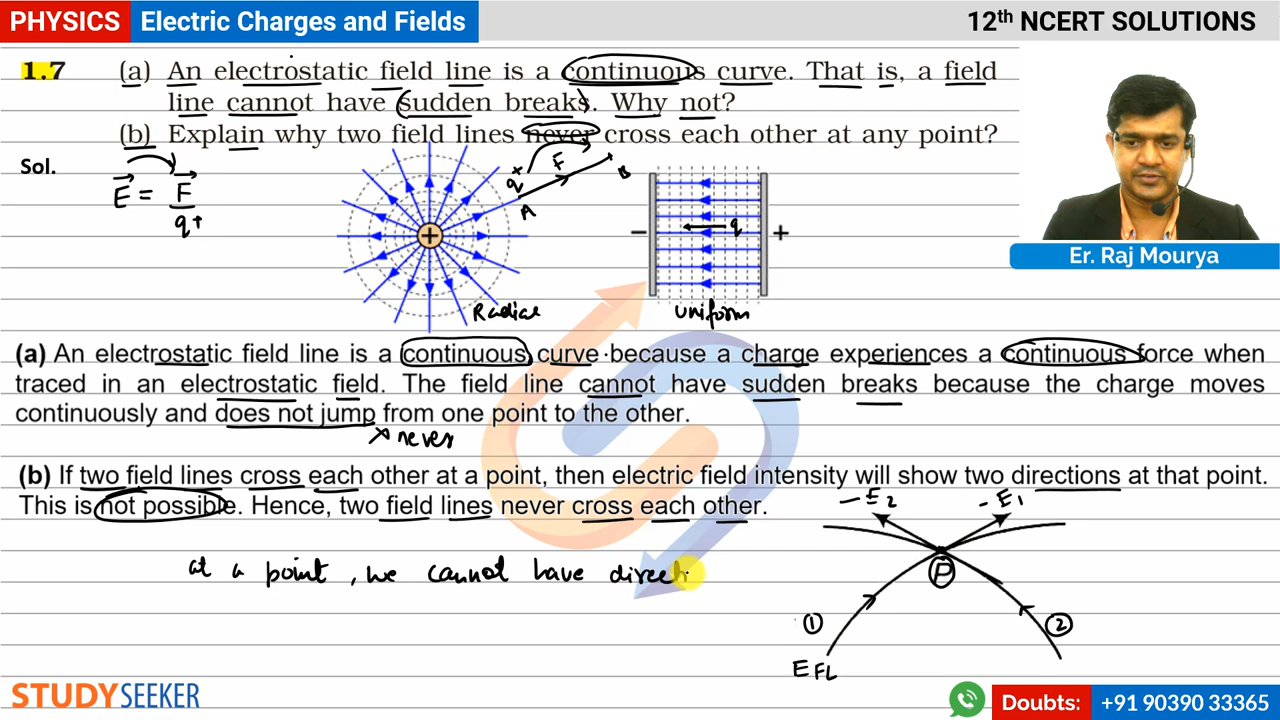 PHYSICS Electric Charges and Fields
12th NCERT SOLUTIONS
1.7 (a) An electrostatic field line is a continuous curve. That is, a field
line cannot have sudden breaks. Why not?
(b) Explain why two field lines never cross each other at any point?
Sol.
E = F
q+
q+ F
A B
+
− q +
Radial
uniform
Er. Raj Mourya
(a) An electrostatic field line is a continuous curve because a charge experiences a continuous force when
traced in an electrostatic field. The field line cannot have sudden breaks because the charge moves
continuously and does not jump from one point to the other.
never
(b) If two field lines cross each other at a point, then electric field intensity will show two directions at that point.
This is not possible. Hence, two field lines never cross each other.
E2 E1
at a point, we cannot have direct
P
1 2
EFL
STUDYSEEKER
Doubts: +91 90390 33365